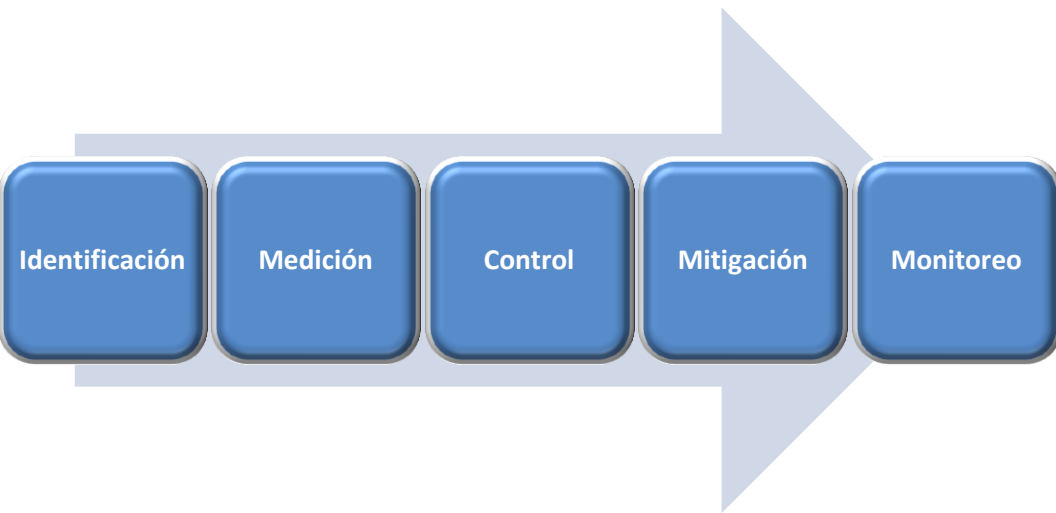 Identificación
Medición
Control
Mitigación
Monitoreo